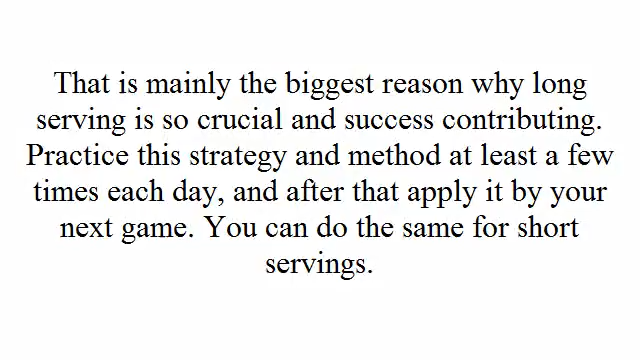 That is mainly the biggest reason why long
serving is so crucial and success contributing.
Practice this strategy and method at least a few
times each day, and after that apply it by your
next game. You can do the same for short
servings.